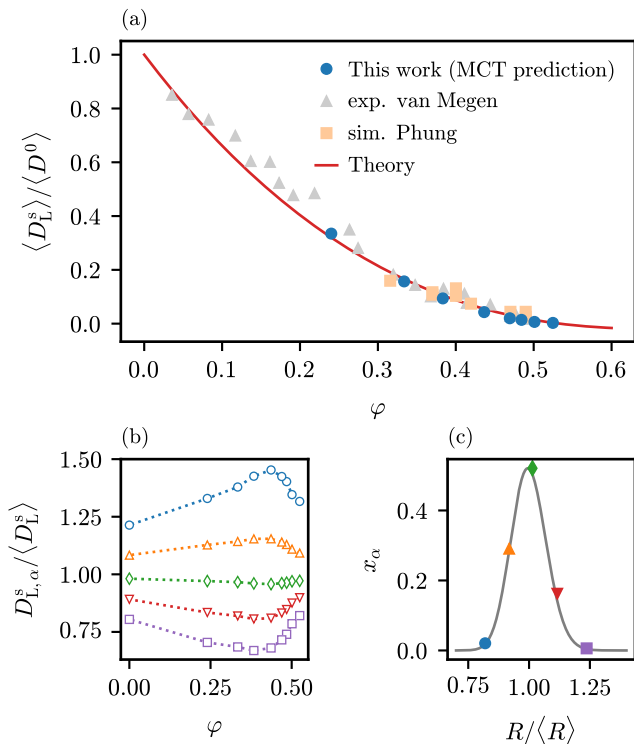 (a)
⟨D_L^s⟩/⟨D^0⟩
1.0
0.8
0.6
0.4
0.2
0.0
This work (MCT prediction)
exp. van Megen
sim. Phung
Theory
0.0 0.1 0.2 0.3 0.4 0.5 0.6
φ
(b)
D_{L,α}^s/⟨D_L^s⟩
1.50
1.25
1.00
0.75
0.00 0.25 0.50
φ
(c)
x_α
0.4
0.2
0.0
0.75 1.00 1.25
R/⟨R⟩